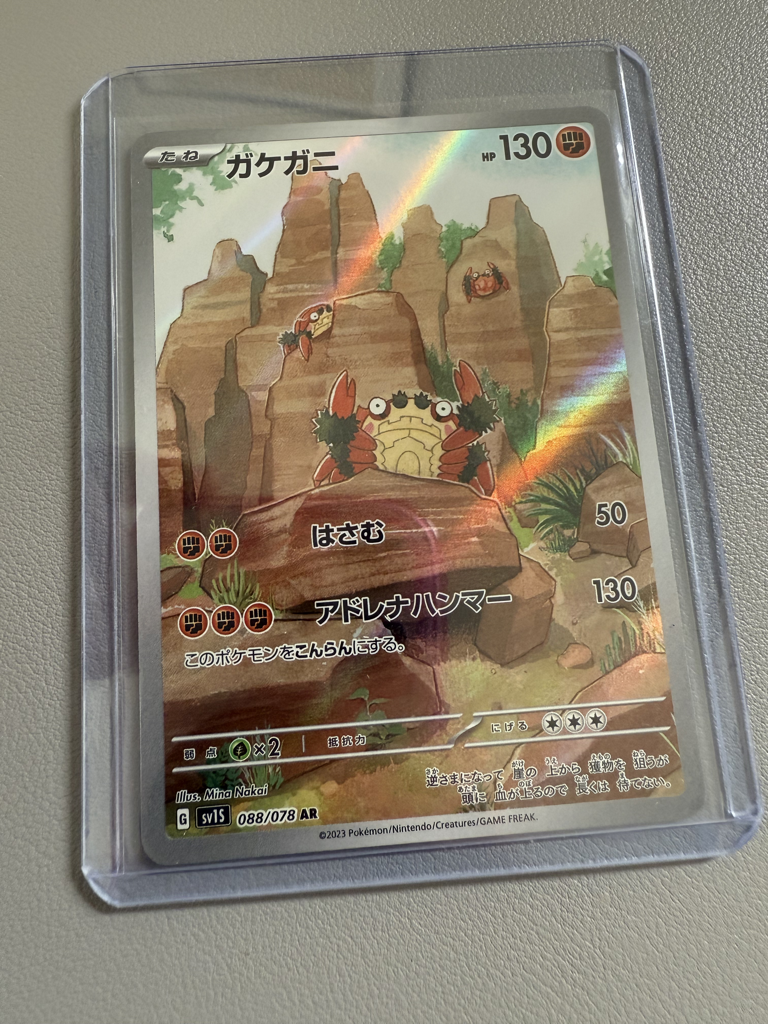 たね ガケガニ HP 130
はさむ 50
アドレナハンマー 130
このポケモンをこんらんにする。
弱点 ×2 抵抗力 にげる
逆さまになって 崖の 上から 獲物を 狙うが
頭に 血が上るので 長くは 待てない。
Illus. Mina Nakai
G sv1S 088/078 AR
©2023 Pokémon/Nintendo/Creatures/GAME FREAK.